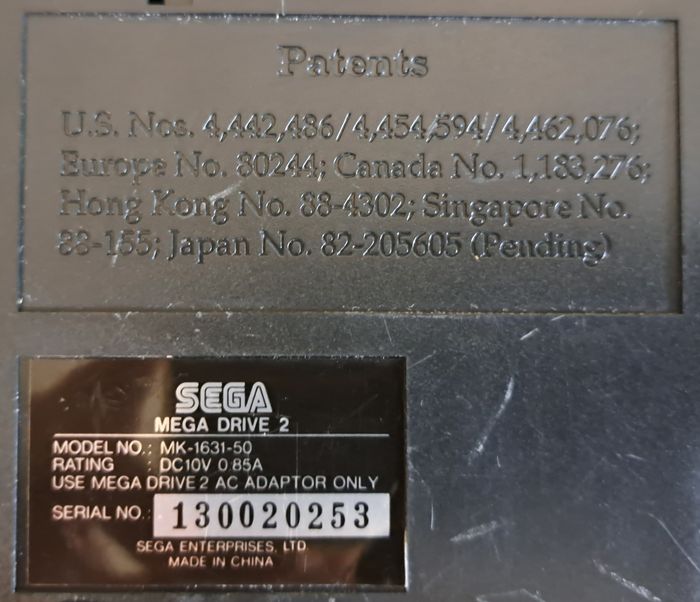 Patents
U.S. Nos. 4,442,486/4,454,594/4,462,076;
Europe No. 80244; Canada No. 1,183,276;
Hong Kong No. 88-4302; Singapore No.
88-155; Japan No. 82-205605 (Pending)
SEGA
MEGA DRIVE 2
MODEL NO.: MK-1631-50
RATING : DC10V 0.85A
USE MEGA DRIVE 2 AC ADAPTOR ONLY
SERIAL NO.: 130020253
SEGA ENTERPRISES, LTD.
MADE IN CHINA